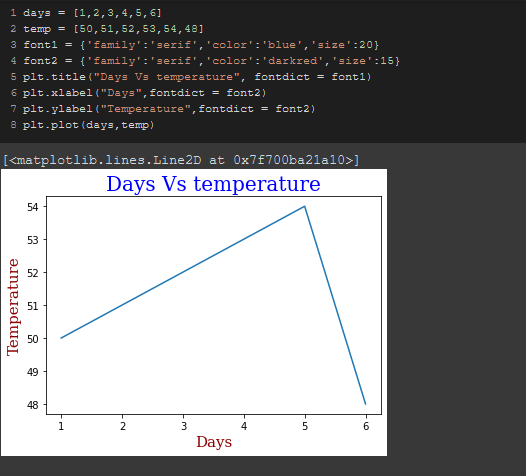 1 days = [1,2,3,4,5,6]
2 temp = [50,51,52,53,54,48]
3 font1 = {'family':'serif','color':'blue','size':20}
4 font2 = {'family':'serif','color':'darkred','size':15}
5 plt.title("Days Vs temperature", fontdict = font1)
6 plt.xlabel("Days",fontdict = font2)
7 plt.ylabel("Temperature",fontdict = font2)
8 plt.plot(days,temp)
[<matplotlib.lines.Line2D at 0x7f700ba21a10>]
Days Vs temperature
Temperature
54
53
52
51
50
49
48
1 2 3 4 5 6
Days